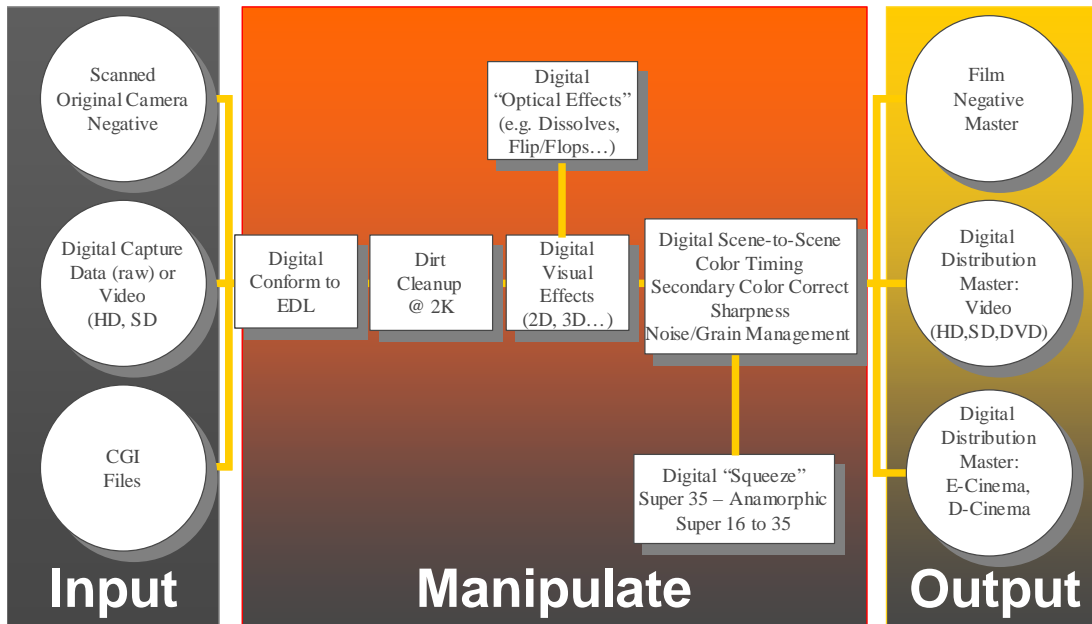 Scanned
Original Camera
Negative
Digital Capture
Data (raw) or
Video
(HD, SD
CGI
Files
Input
Digital
“Optical Effects”
(e.g. Dissolves,
Flip/Flops…)
Digital
Conform to
EDL
Dirt
Cleanup
@ 2K
Digital
Visual
Effects
(2D, 3D…)
Digital Scene-to-Scene
Color Timing
Secondary Color Correct
Sharpness
Noise/Grain Management
Digital “Squeeze”
Super 35 – Anamorphic
Super 16 to 35
Manipulate
Film
Negative
Master
Digital
Distribution
Master:
Video
(HD,SD,DVD)
Digital
Distribution
Master:
E-Cinema,
D-Cinema
Output